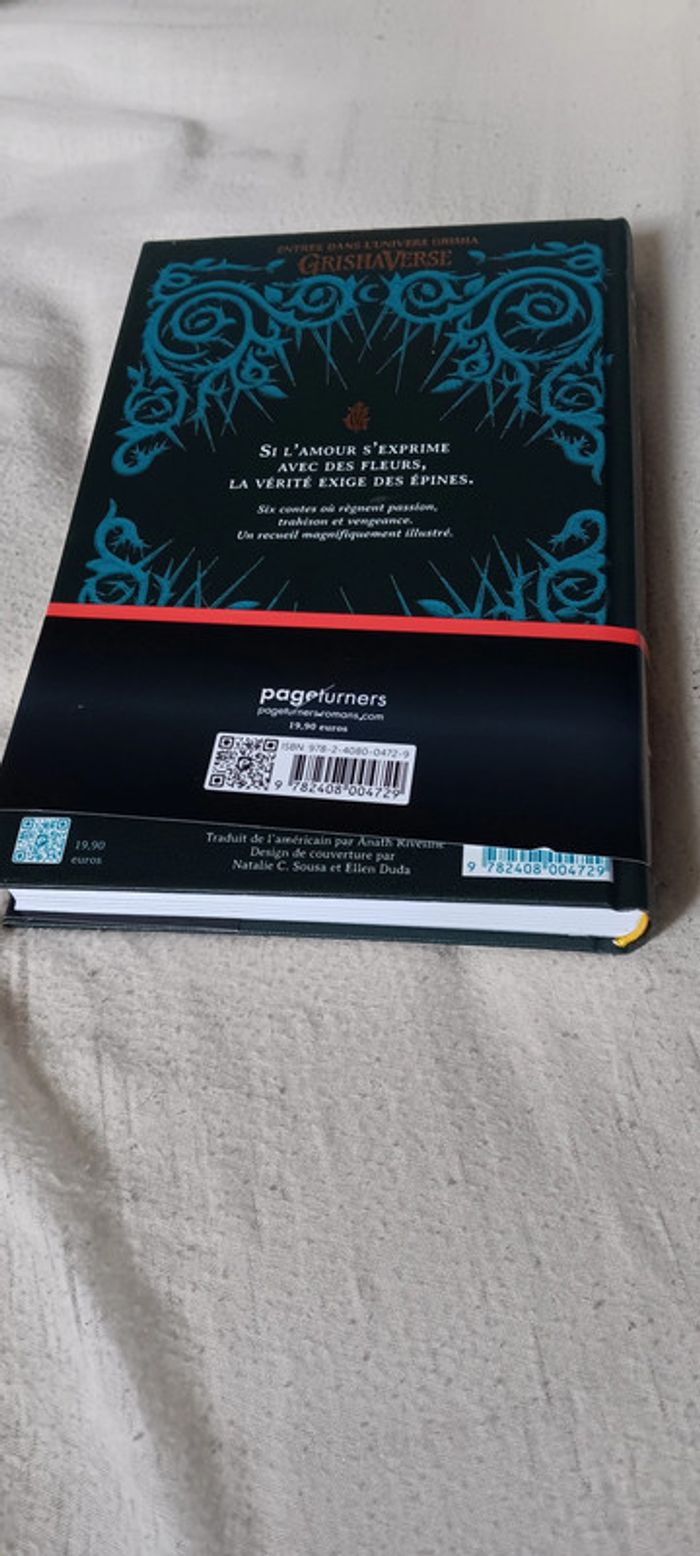 ENTREE DANS L'UNIVERS GRISHA
GRISHAVERSE
SI L'AMOUR S'EXPRIME
AVEC DES FLEURS,
LA VÉRITÉ EXIGE DES ÉPINES.
Six contes où règnent passion,
trahison et vengeance.
Un recueil magnifiquement illustré.
pageturners
pageturnersromans.com
19,90 euros
ISBN 978-2-4080-0472-9
9 782408 004729
19,90
euros
Traduit de l'américain par Anath
Design de couverture par
Natalie C. Sousa et Ellen Duda
9 782408 004729